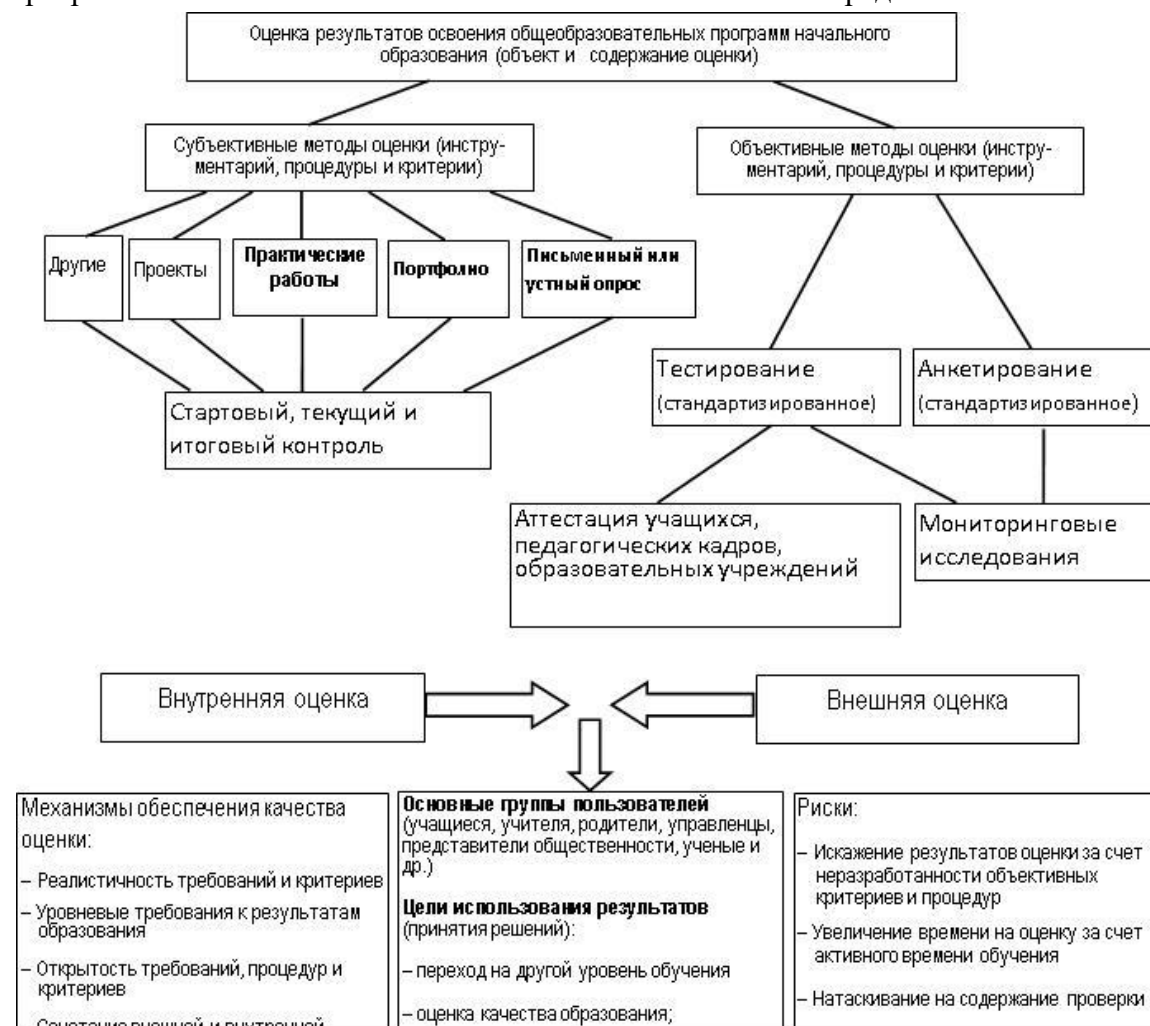 Оценка результатов освоения общеобразовательных программ начального
образования (объект и содержание оценки)
Субъективные методы оценки (инстру-
ментарий, процедуры и критерии)
Объективные методы оценки (инстру-
ментарий, процедуры и критерии)
Другие
Проекты
Практические
работы
Портфолио
Письменный или
устный опрос
Тестирование
(стандартизированное)
Анкетирование
(стандартизированное)
Стартовый, текущий и
итоговый контроль
Аттестация учащихся,
педагогических кадров,
образовательных учреждений
Мониторинговые
исследования
Внутренняя оценка
Внешняя оценка
Механизмы обеспечения качества
оценки:
– Реалистичность требований и критериев
– Уровневые требования к результатам
образования
– Открытость требований, процедур и
критериев
– Сочетание внешней и внутренней
Основные группы пользователей
(учащиеся, учителя, родители, управленцы,
представители общественности, ученые и
др.)
Цели использования результатов
(принятия решений):
– переход на другой уровень обучения
– оценка качества образования;
Риски:
– Искажение результатов оценки за счет
неразработанности объективных
критериев и процедур
– Увеличение времени на оценку за счет
активного времени обучения
– Натаскивание на содержание проверки